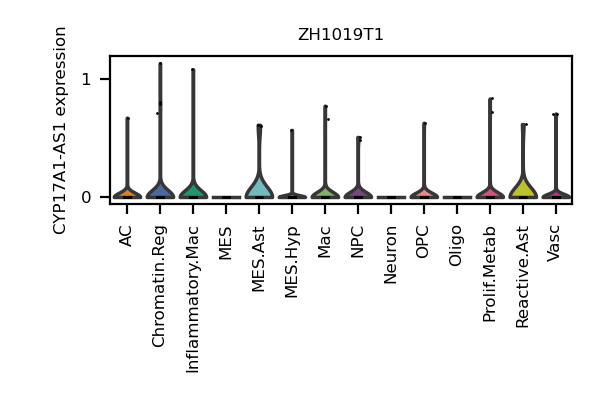 ZH1019T1
CYP17A1-AS1 expression
1
0
AC
Chromatin.Reg
Inflammatory.Mac
MES
MES.Ast
MES.Hyp
Mac
NPC
Neuron
OPC
Oligo
Prolif.Metab
Reactive.Ast
Vasc